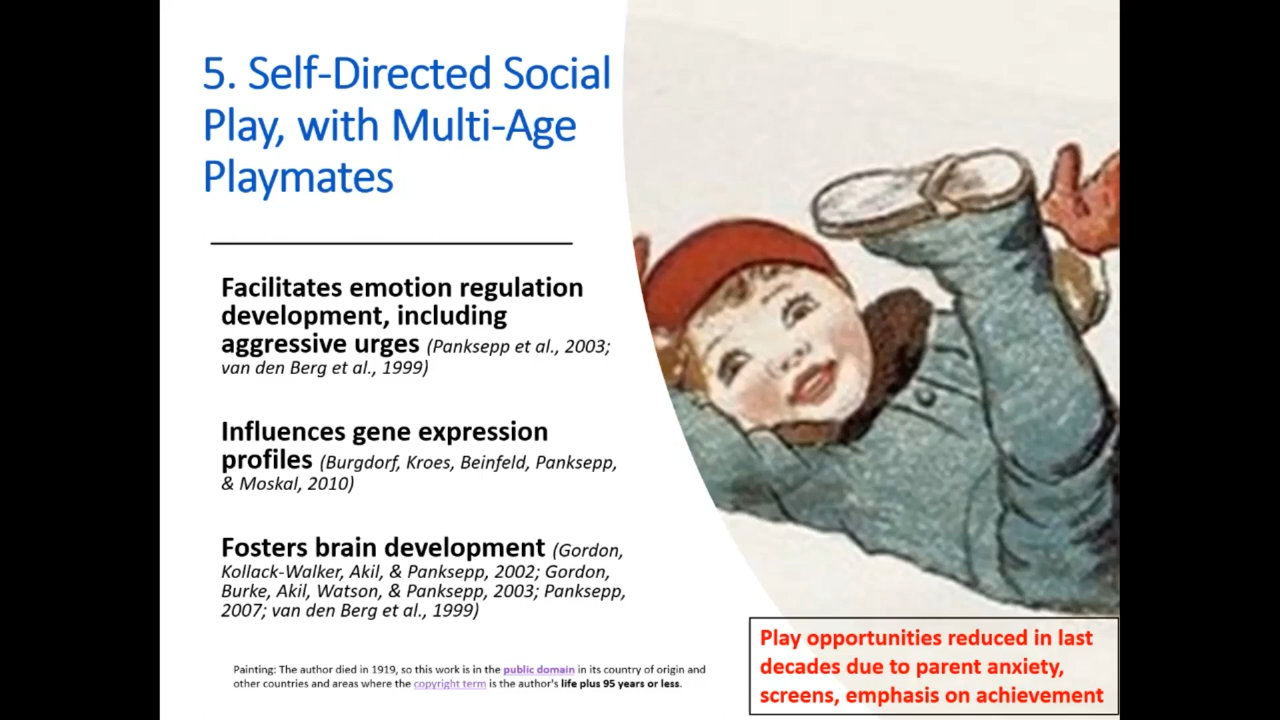 5. Self-Directed Social
Play, with Multi-Age
Playmates
Facilitates emotion regulation
development, including
aggressive urges (Panksepp et al., 2003;
van den Berg et al., 1999)
Influences gene expression
profiles (Burgdorf, Kroes, Beinfeld, Panksepp,
& Moskal, 2010)
Fosters brain development (Gordon,
Kollack-Walker, Akil, & Panksepp, 2002; Gordon,
Burke, Akil, Watson, & Panksepp, 2003; Panksepp,
2007; van den Berg et al., 1999)
Painting: The author died in 1919, so this work is in the public domain in its country of origin and
other countries and areas where the copyright term is the author's life plus 95 years or less.
Play opportunities reduced in last
decades due to parent anxiety,
screens, emphasis on achievement